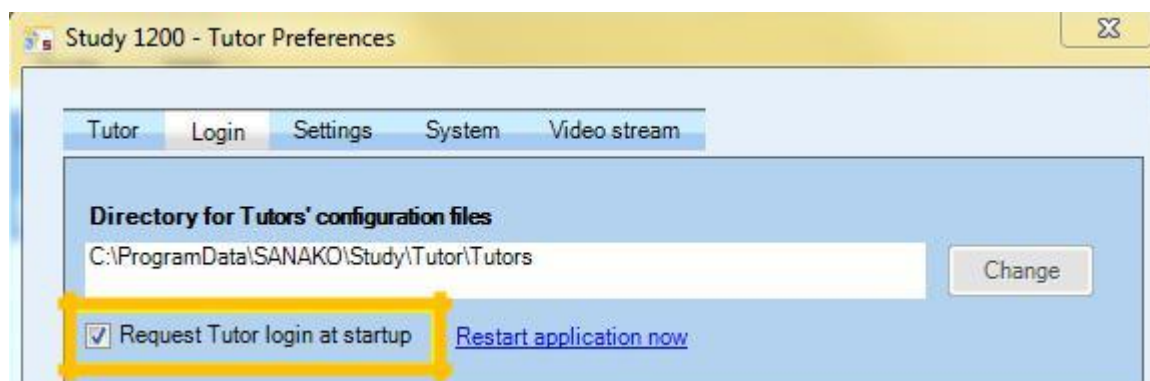 Study 1200 - Tutor Preferences
Tutor Login Settings System Video stream
Directory for Tutors' configuration files
C:\ProgramData\SANAKO\Study\Tutor\Tutors
Change
Request Tutor login at startup Restart application now